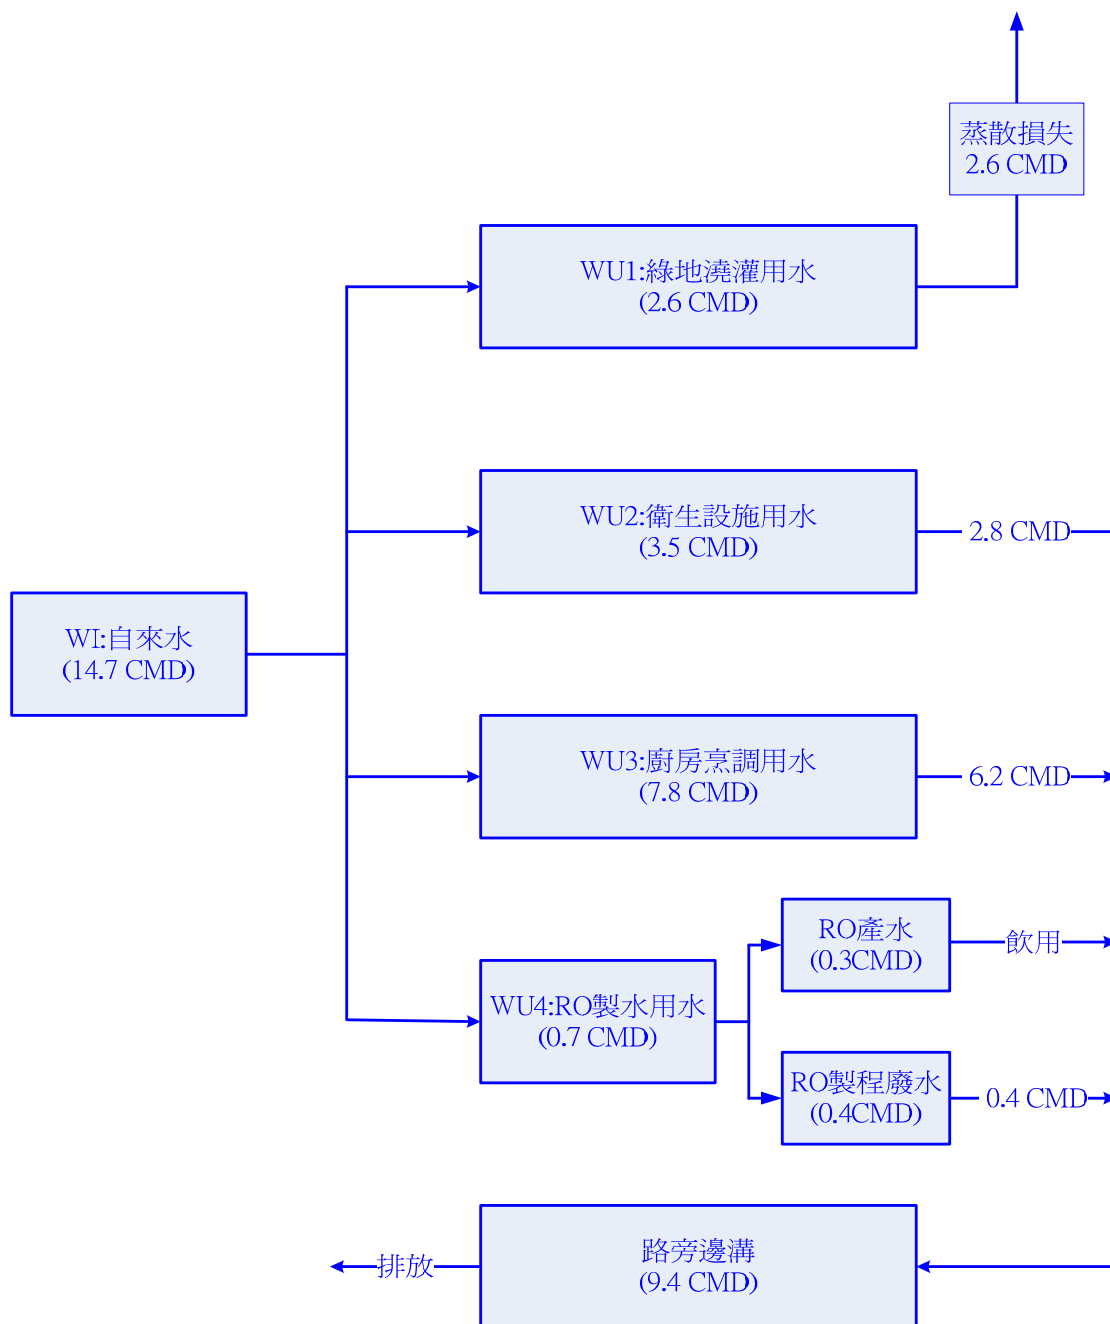 蒸散損失
2.6 CMD
WU1:綠地澆灌用水
(2.6 CMD)
WU2:衛生設施用水
(3.5 CMD)
2.8 CMD
WI:自來水
(14.7 CMD)
WU3:廚房烹調用水
(7.8 CMD)
6.2 CMD
RO產水
(0.3CMD)
飲用
WU4:RO製水用水
(0.7 CMD)
RO製程廢水
(0.4CMD)
0.4 CMD
路旁邊溝
(9.4 CMD)
排放